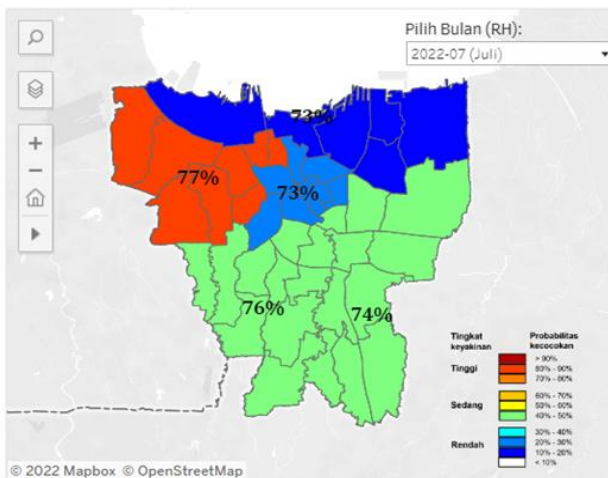 Pilih Bulan (RH):
2022-07 (Juli)
73%
77%
73%
76%
74%
Tingkat keyakinan
Probabilitas kecocokan
> 90%
Tinggi
80% - 90%
70% - 80%
60% - 70%
Sedang
50% - 60%
40% - 50%
30% - 40%
Rendah
20% - 30%
10% - 20%
< 10%
© 2022 Mapbox © OpenStreetMap